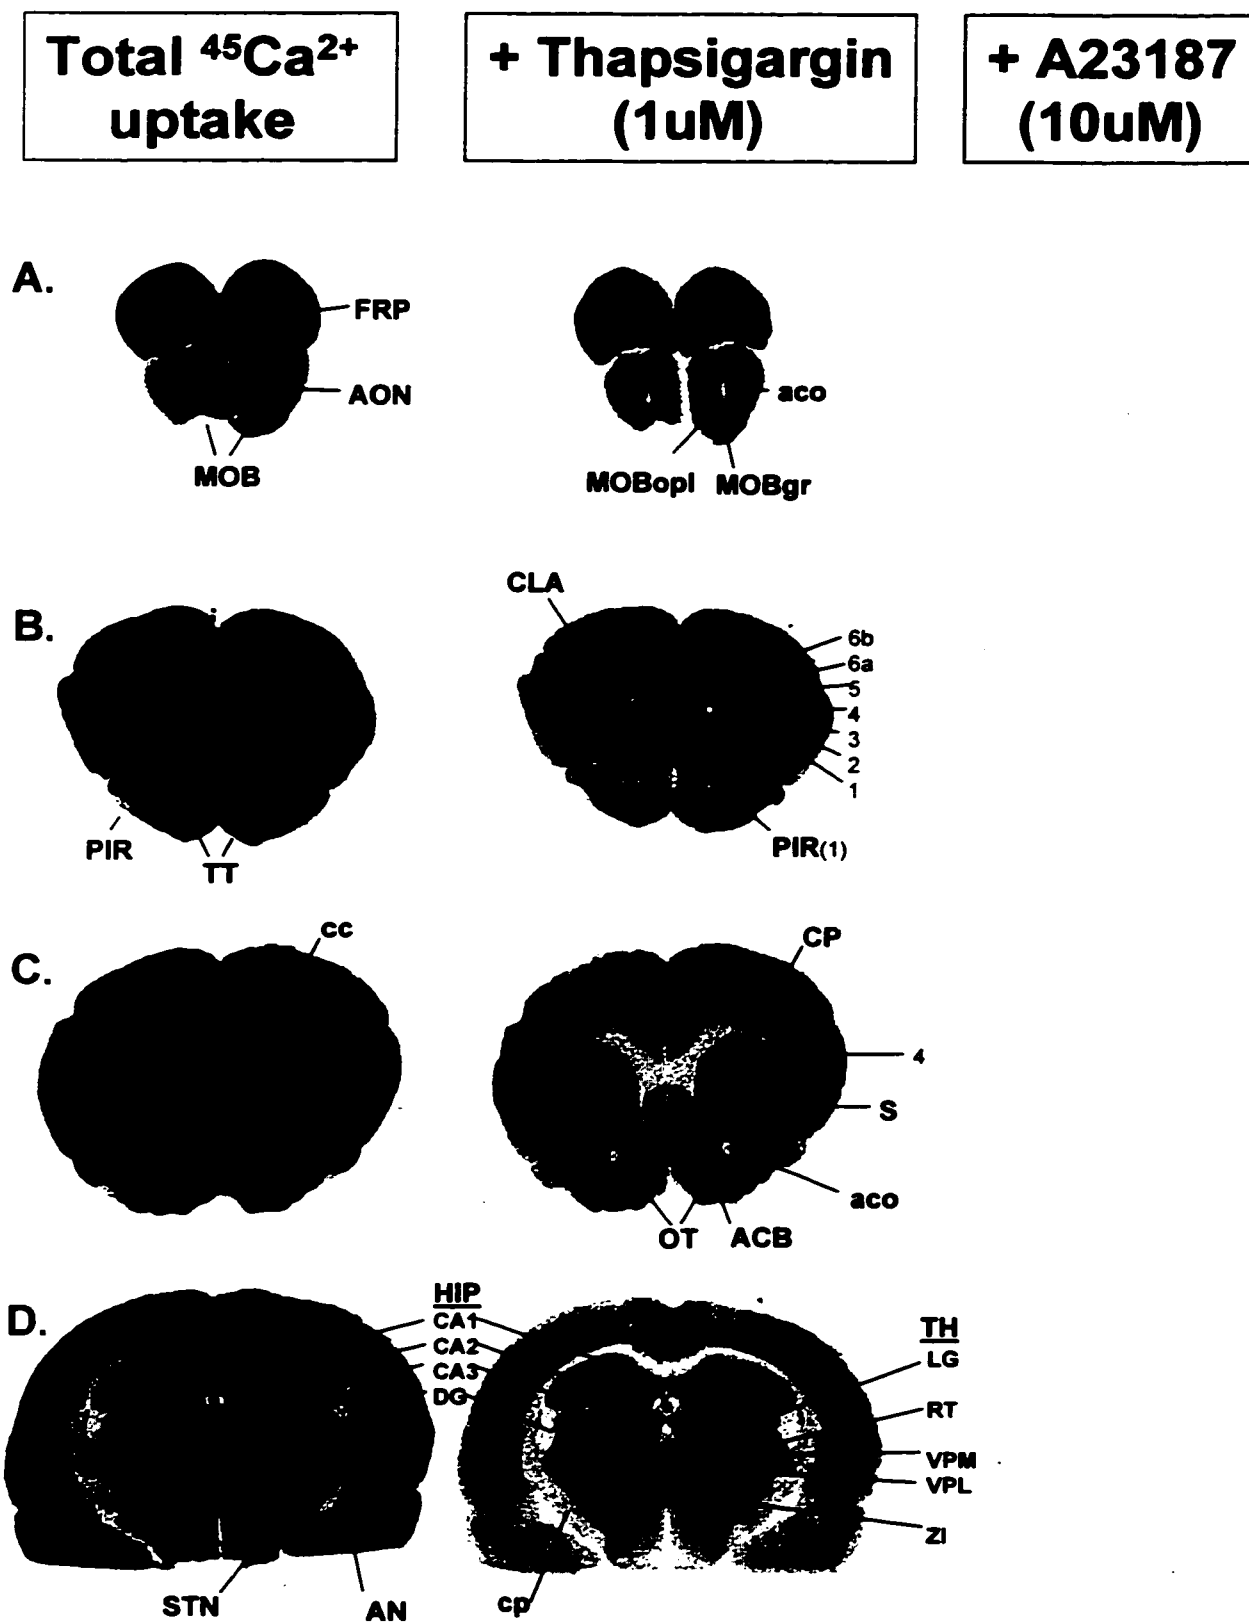 Total ⁴⁵Ca²⁺
uptake
+ Thapsigargin
(1uM)
+ A23187
(10uM)
A.
FRP
AON
MOB
aco
MOBopl MOBgr
B.
CLA
6b
6a
5
4
3
2
1
PIR
TT
PIR(1)
C.
cc
CP
4
S
aco
OT ACB
D.
HIP
CA1
CA2
CA3
DG
TH
LG
RT
VPM
VPL
ZI
STN
AN
cp